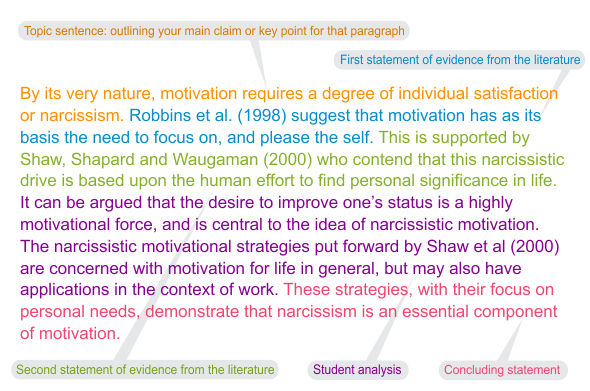 Topic sentence: outlining your main claim or key point for that paragraph
First statement of evidence from the literature
By its very nature, motivation requires a degree of individual satisfaction
or narcissism. Robbins et al. (1998) suggest that motivation has as its
basis the need to focus on, and please the self. This is supported by
Shaw, Shapard and Waugaman (2000) who contend that this narcissistic
drive is based upon the human effort to find personal significance in life.
It can be argued that the desire to improve one's status is a highly
motivational force, and is central to the idea of narcissistic motivation.
The narcissistic motivational strategies put forward by Shaw et al (2000)
are concerned with motivation for life in general, but may also have
applications in the context of work. These strategies, with their focus on
personal needs, demonstrate that narcissism is an essential component
of motivation.
Second statement of evidence from the literature
Student analysis
Concluding statement